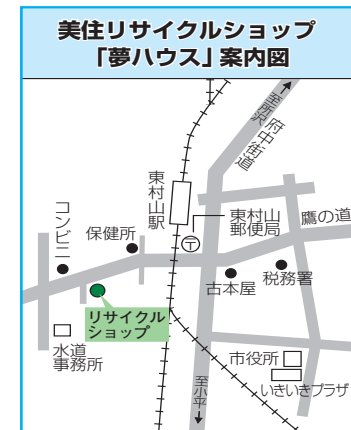 美住リサイクルショップ
「夢ハウス」案内図
至所沢
府中街道
東村山駅
コンビニ
保健所
〒
東村山
郵便局
鷹の道
古本屋
税務署
リサイクル
ショップ
水道
事務所
市役所
いきいきプラザ
至小平